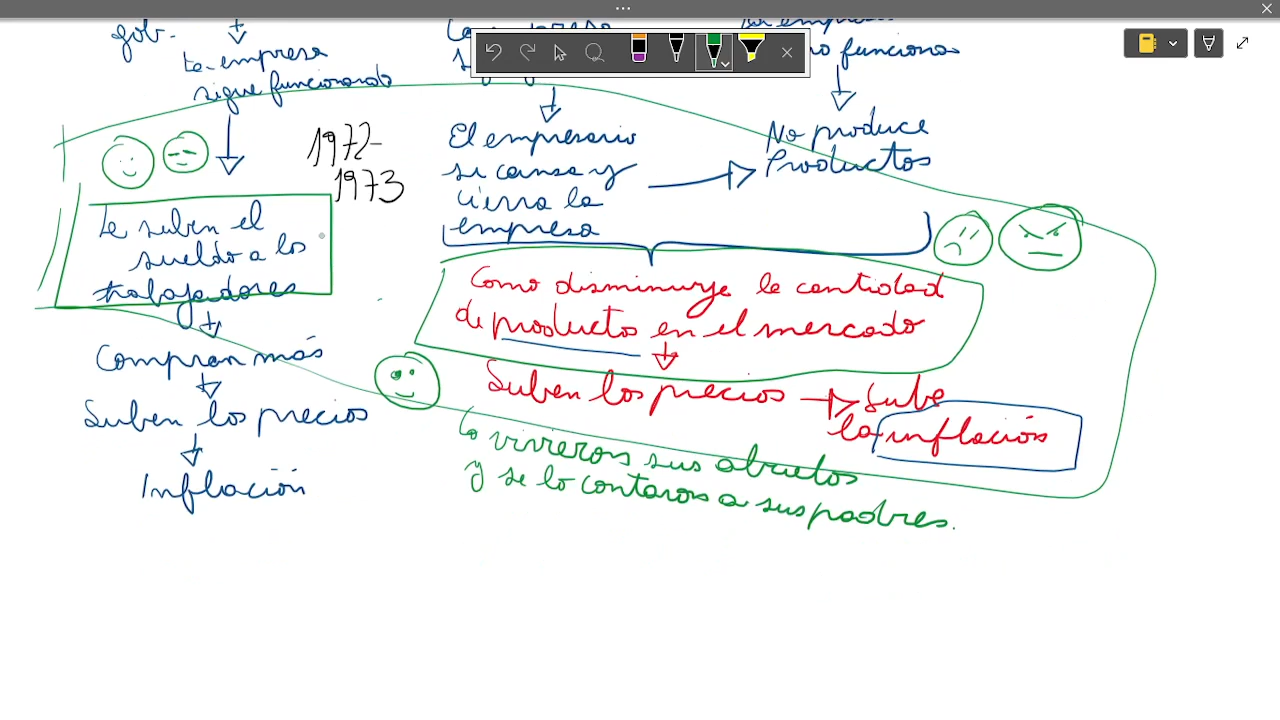 gob.
la empresa
sigue funcionando
no funciona
1972-
1973
Le suben el
sueldo a los
trabajadores
Compran más
Suben los precios
Inflación
El empresario
se cansa y
cierra la
empresa
No produce
Productos
Como disminuye la cantidad
de productos en el mercado
Suben los precios
Sube
la inflación
Lo vivieron sus abuelos
y se lo contaron a sus padres.